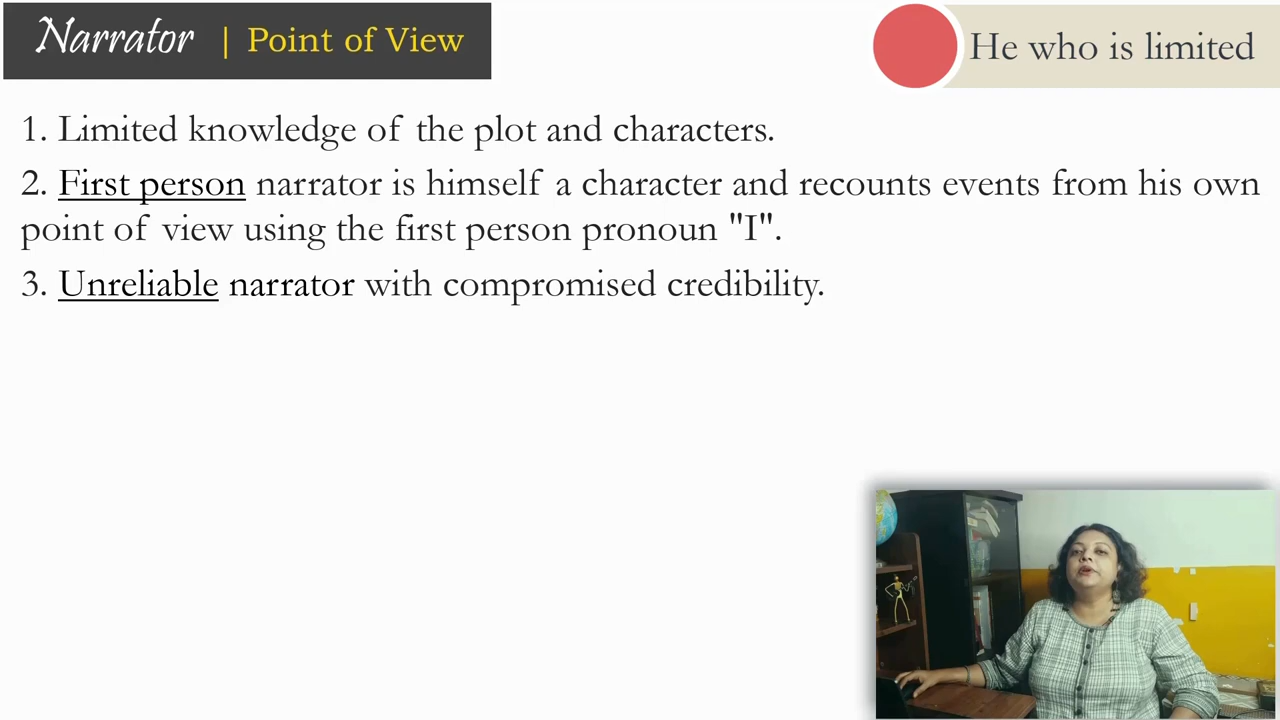 Narrator | Point of View
He who is limited
1. Limited knowledge of the plot and characters.
2. First person narrator is himself a character and recounts events from his own
point of view using the first person pronoun "I".
3. Unreliable narrator with compromised credibility.